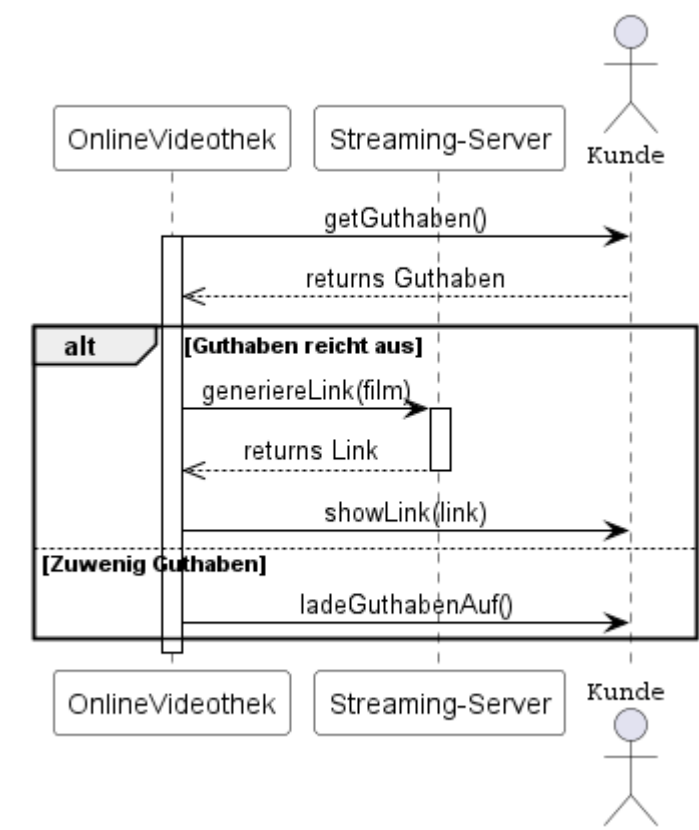 OnlineVideothek
Streaming-Server
Kunde
getGuthaben()
returns Guthaben
alt
[Guthaben reicht aus]
generiereLink(film)
returns Link
showLink(link)
[Zuwenig Guthaben]
ladeGuthabenAuf()
OnlineVideothek
Streaming-Server
Kunde